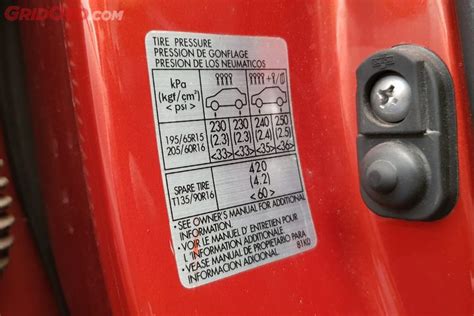 GRIDOTO.COM
TIRE PRESSURE
PRESSION DE GONFLAGE
PRESION DE LOS NEUMATICOS
kPa
(kgf/cm²)
<psi>
+
/
195/65R15
205/60R16
230 230 240 250
(2.3) (2.3) (2.4) (2.5)
<33> <33> <35> <36>
SPARE TIRE
T135/90R16
420
(4.2)
<60>
• SEE OWNER'S MANUAL FOR ADDITIONAL
INFORMATION
• VOIR LE MANUEL D' ENTRETIEN POUR
L 'INFORMATION ADDITIONALE
• VEASE MANUAL DE PROPIETARIO PARA
INFORMACION ADICIONAL 81K0